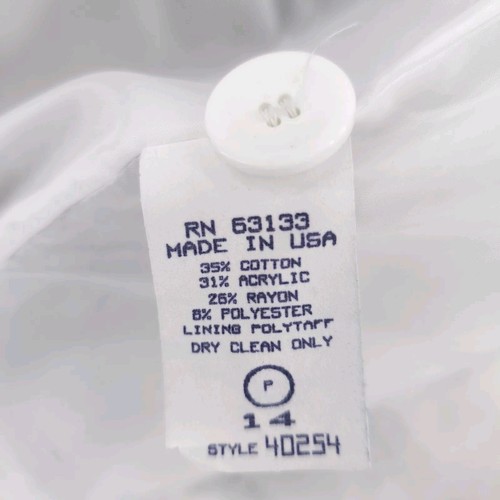 RN 63133
MADE IN USA
35% COTTON
31% ACRYLIC
26% RAYON
8% POLYESTER
LINING POLYTAFF
DRY CLEAN ONLY
P
14
STYLE 40254